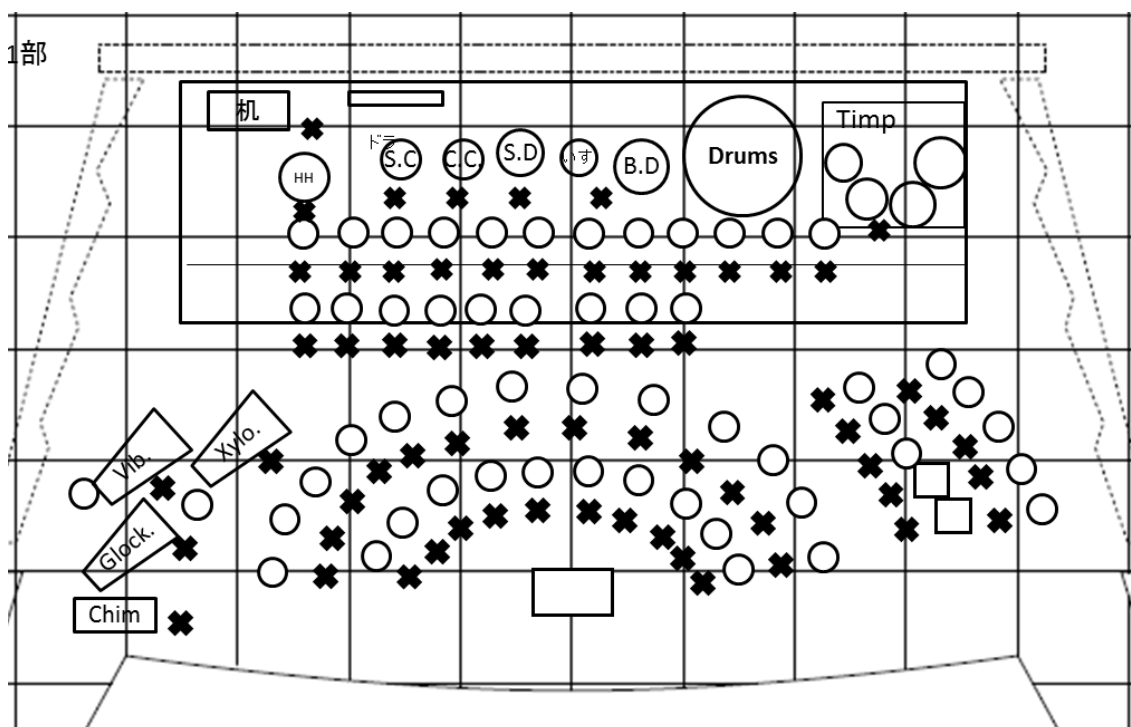 1部
机
Timp
ドラ
S.C
C.C.
S.D
いす
B.D
Drums
HH
Xylo.
Vib.
Glock.
Chim